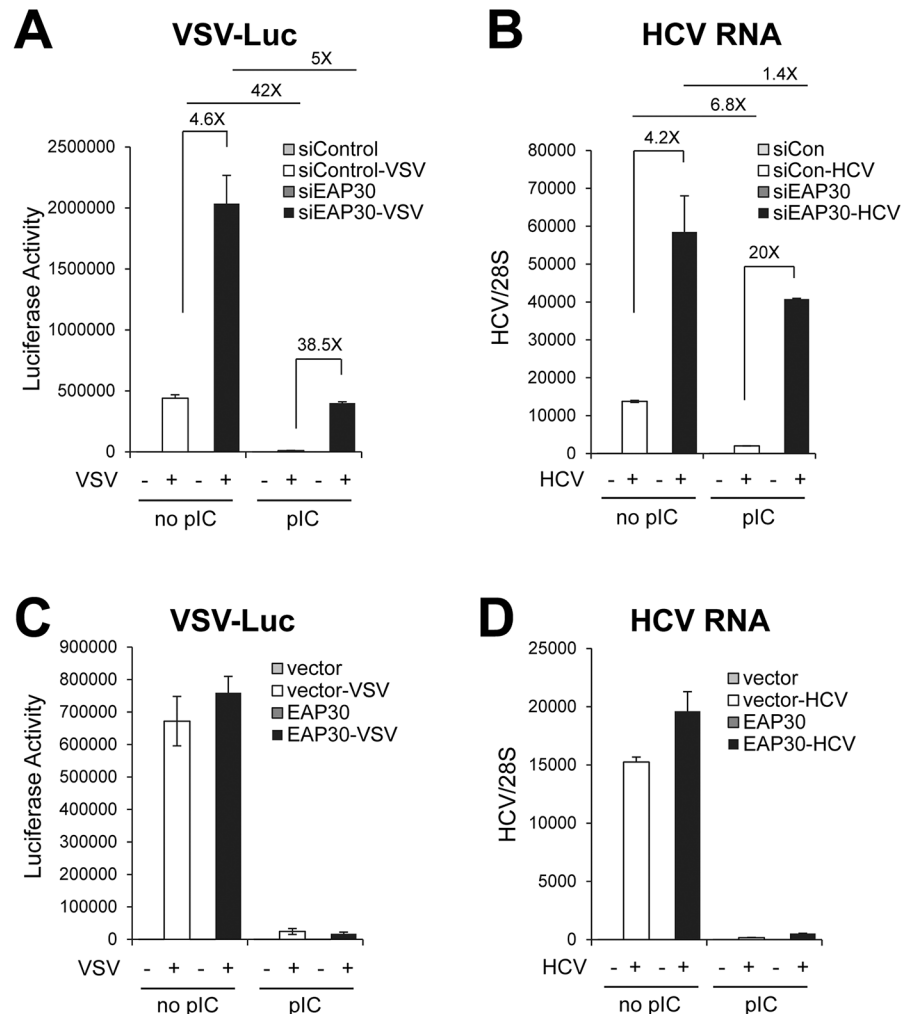 A
VSV-Luc
5X
42X
4.6X
38.5X
siControl
siControl-VSV
siEAP30
siEAP30-VSV
Luciferase Activity
2500000
2000000
1500000
1000000
500000
0
VSV - + - + - + - +
no pIC pIC
B
HCV RNA
1.4X
6.8X
4.2X
20X
siCon
siCon-HCV
siEAP30
siEAP30-HCV
HCV/28S
80000
70000
60000
50000
40000
30000
20000
10000
0
HCV - + - + - + - +
no pIC pIC
C
VSV-Luc
vector
vector-VSV
EAP30
EAP30-VSV
Luciferase Activity
900000
800000
700000
600000
500000
400000
300000
200000
100000
0
VSV - + - + - + - +
no pIC pIC
D
HCV RNA
vector
vector-HCV
EAP30
EAP30-HCV
HCV/28S
25000
20000
15000
10000
5000
0
HCV - + - + - + - +
no pIC pIC